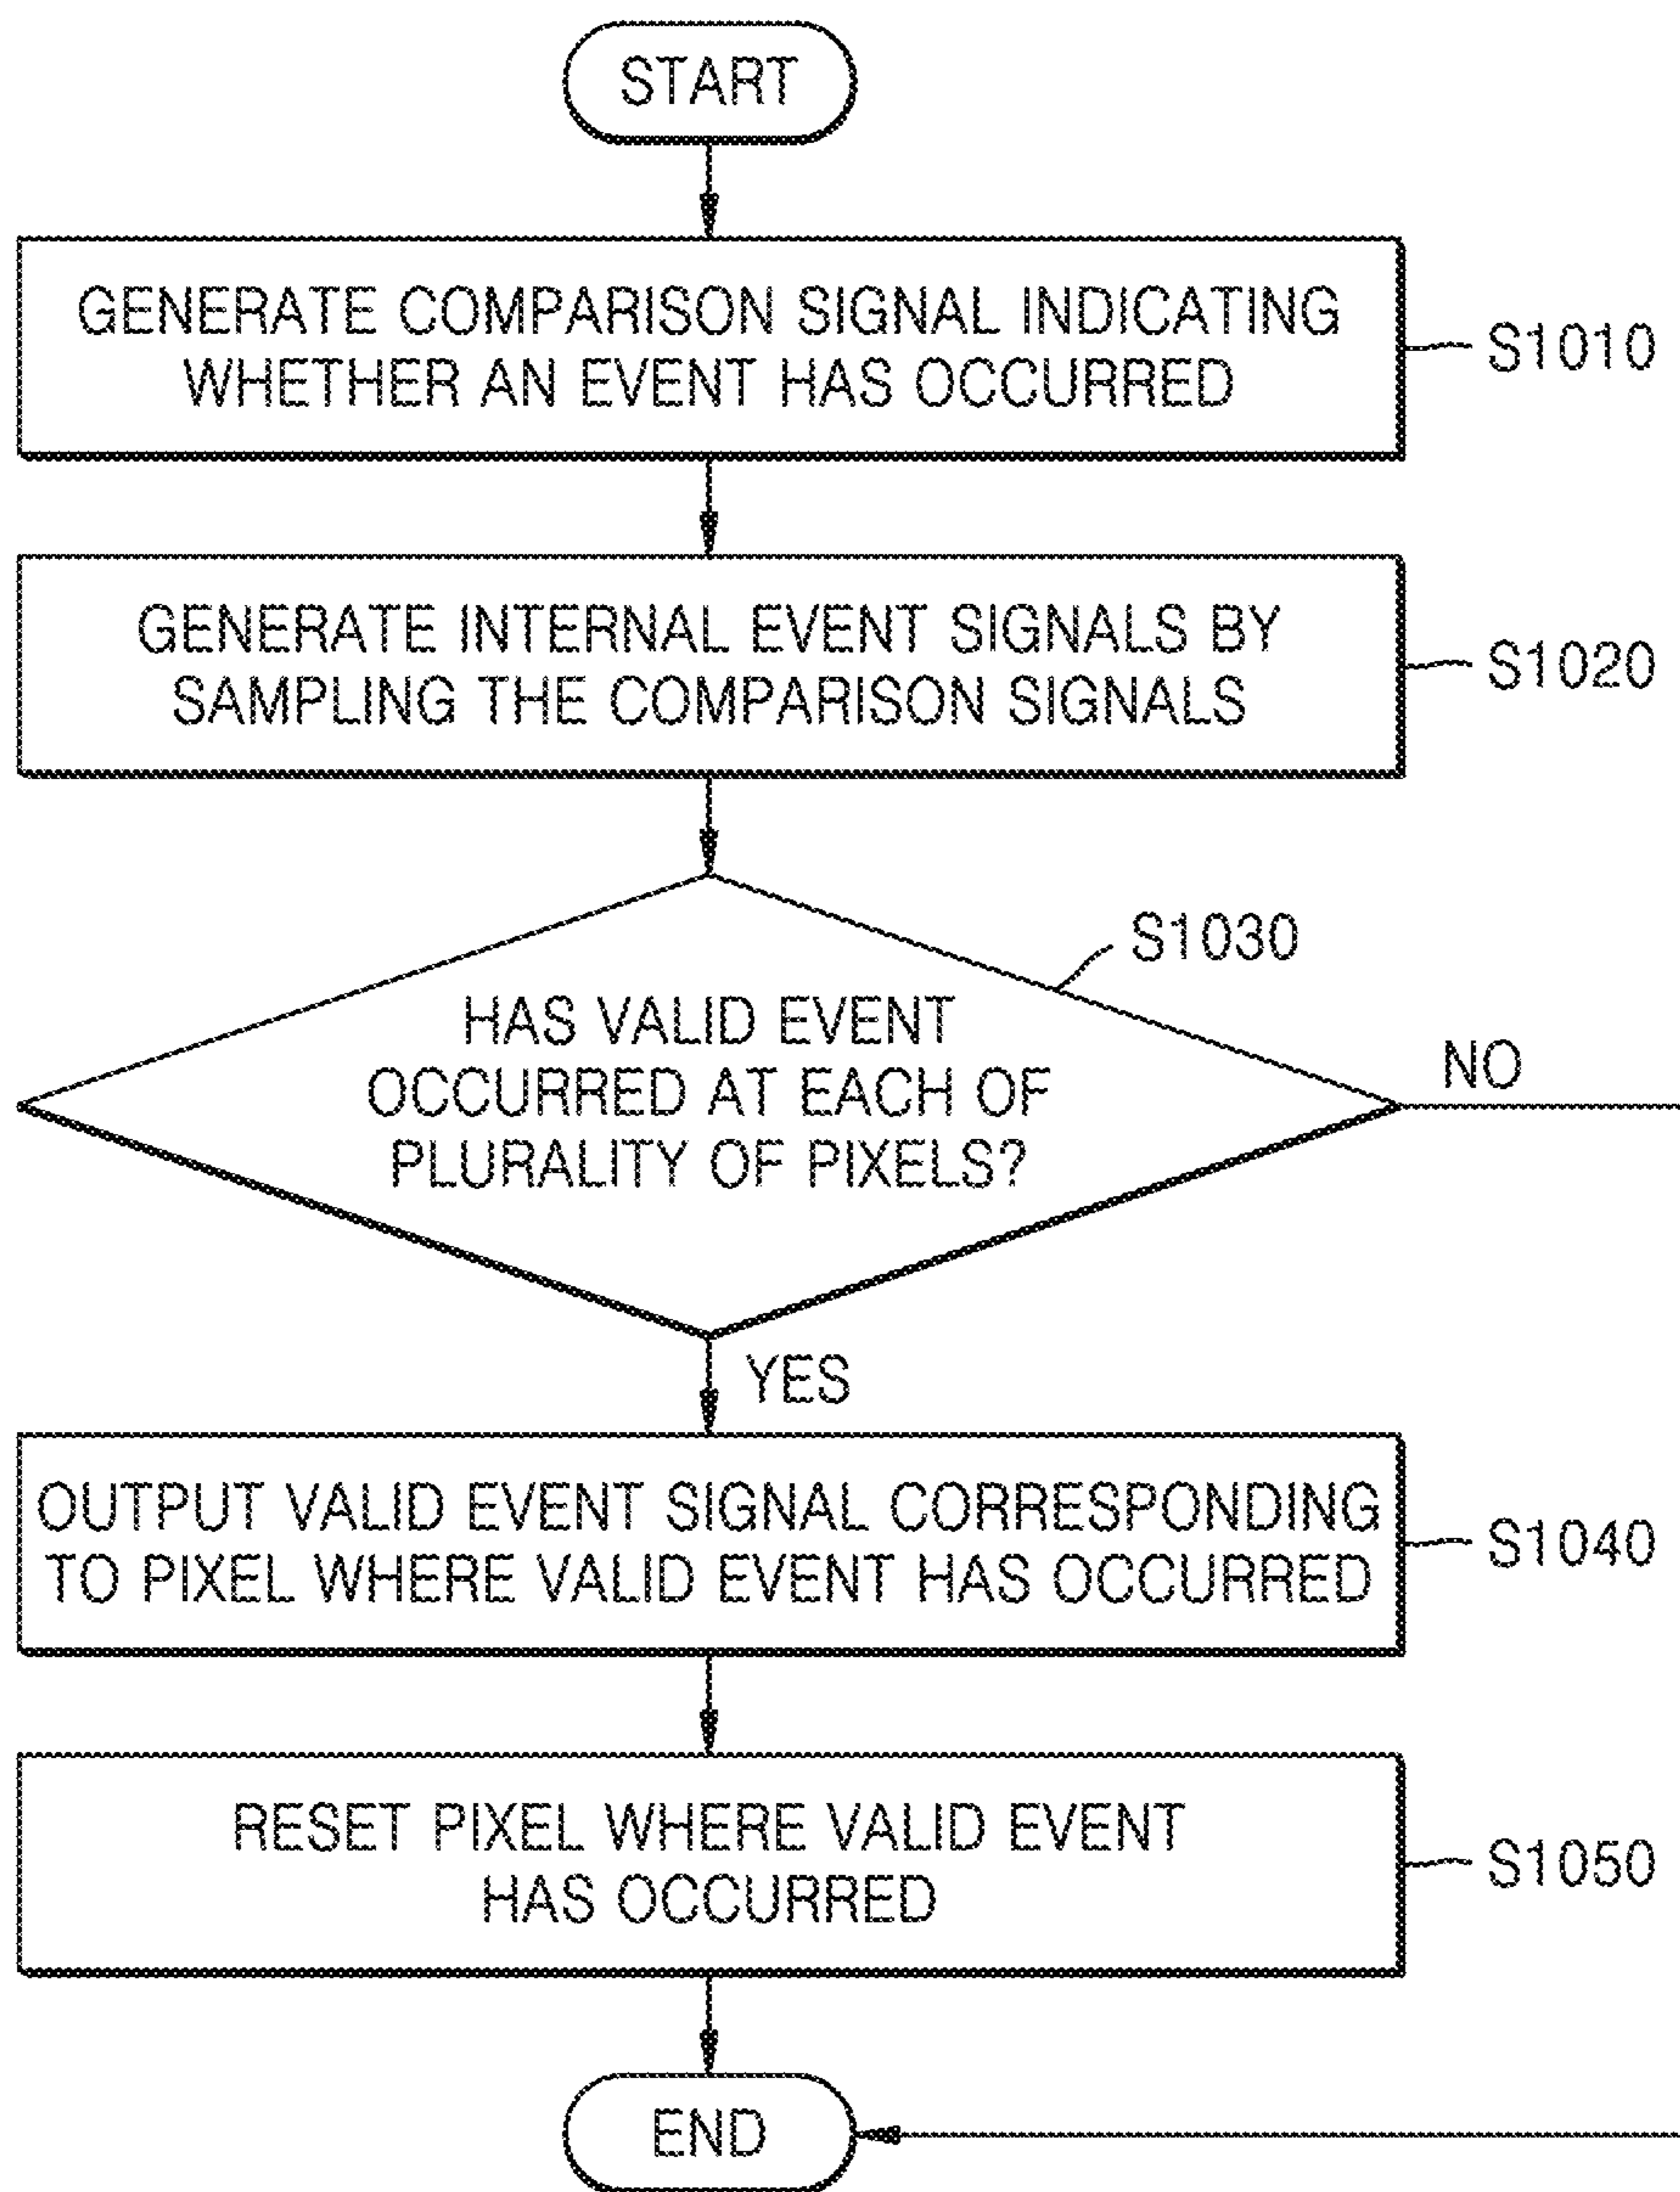 START
GENERATE COMPARISON SIGNAL INDICATING
WHETHER AN EVENT HAS OCCURRED
S1010
GENERATE INTERNAL EVENT SIGNALS BY
SAMPLING THE COMPARISON SIGNALS
S1020
S1030
HAS VALID EVENT
OCCURRED AT EACH OF
PLURALITY OF PIXELS?
NO
YES
OUTPUT VALID EVENT SIGNAL CORRESPONDING
TO PIXEL WHERE VALID EVENT HAS OCCURRED
S1040
RESET PIXEL WHERE VALID EVENT
HAS OCCURRED
S1050
END